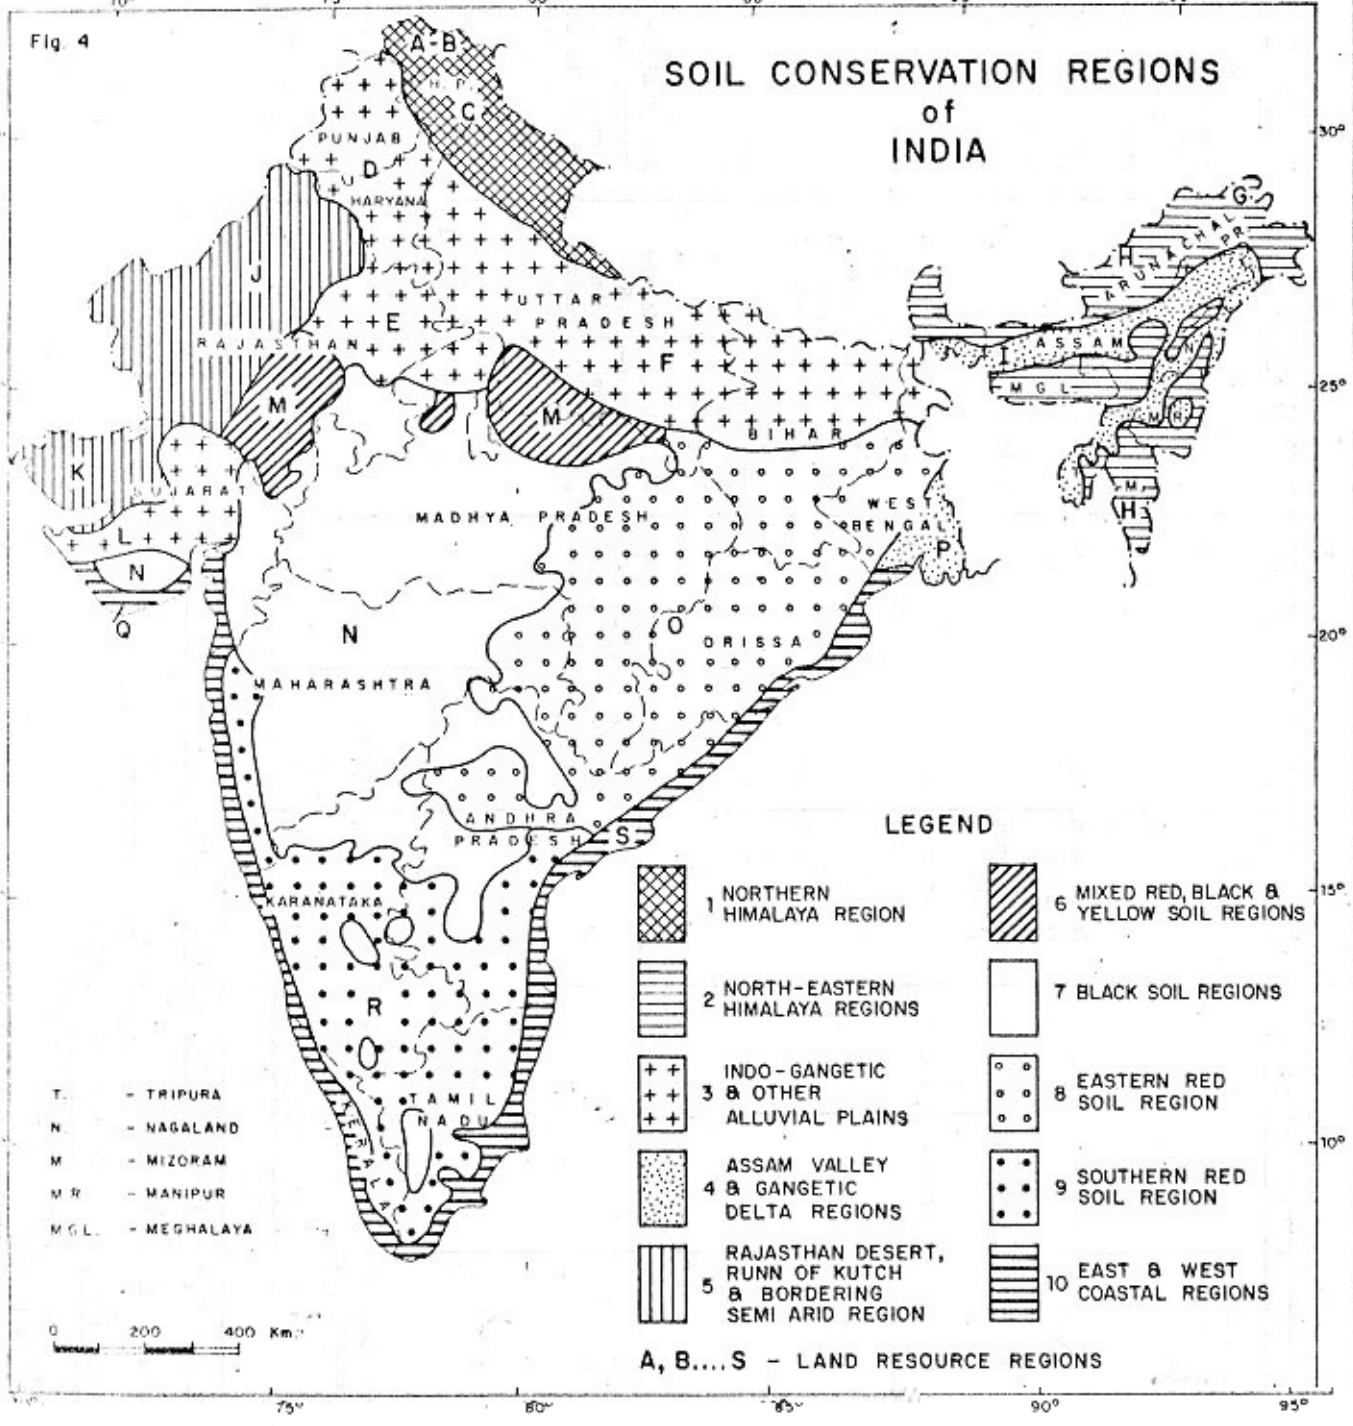 Fig. 4
SOIL CONSERVATION REGIONS
of
INDIA
A-B
H. P.
C
PUNJAB
D
HARYANA
J
UTTAR
PRADESH
E
RAJASTHAN
F
M
M
BIHAR
K
GUJARAT
L
N
Q
MADHYA PRADESH
WEST
BENGAL
P
N
O
ORISSA
MAHARASHTRA
ANDHRA
PRADESH
S
KARANATAKA
R
TAMIL
NADU
KERALA
G
ARUNACHAL
PR
H
ASSAM
I
N
MGL
M
M
H
30°
25°
20°
15°
10°
75°
80°
85°
90°
95°
T. - TRIPURA
N. - NAGALAND
M - MIZORAM
M R - MANIPUR
M G L. - MEGHALAYA
0 200 400 Km.
LEGEND
1 NORTHERN
HIMALAYA REGION
2 NORTH-EASTERN
HIMALAYA REGIONS
3 INDO-GANGETIC
& OTHER
ALLUVIAL PLAINS
4 ASSAM VALLEY
& GANGETIC
DELTA REGIONS
5 RAJASTHAN DESERT,
RUNN OF KUTCH
& BORDERING
SEMI ARID REGION
6 MIXED RED, BLACK &
YELLOW SOIL REGIONS
7 BLACK SOIL REGIONS
8 EASTERN RED
SOIL REGION
9 SOUTHERN RED
SOIL REGION
10 EAST & WEST
COASTAL REGIONS
A, B....S - LAND RESOURCE REGIONS